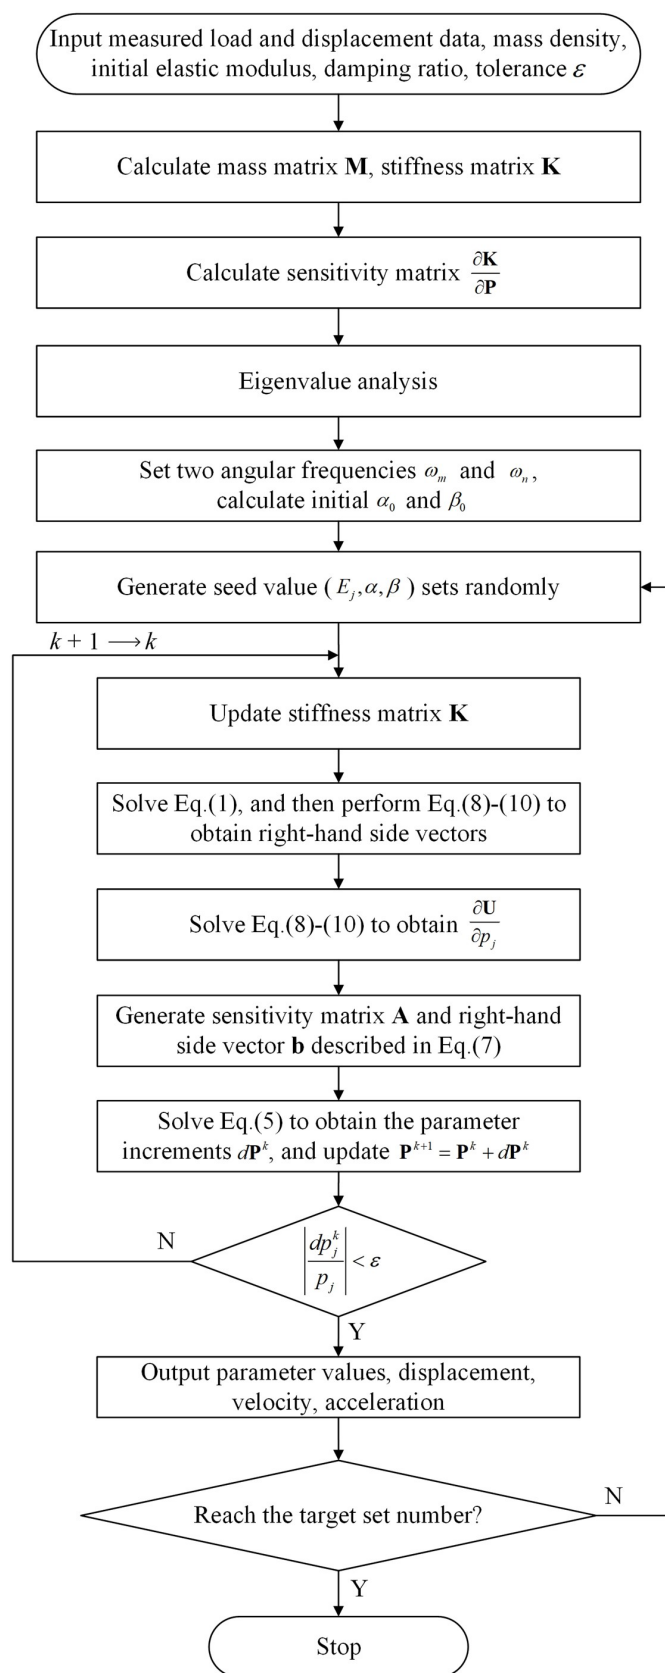 Input measured load and displacement data, mass density,
initial elastic modulus, damping ratio, tolerance ε
Calculate mass matrix M, stiffness matrix K
Calculate sensitivity matrix ∂K/∂P
Eigenvalue analysis
Set two angular frequencies ωₘ and ωₙ,
calculate initial α₀ and β₀
Generate seed value (Eⱼ,α,β) sets randomly
k + 1 ⟶ k
Update stiffness matrix K
Solve Eq.(1), and then perform Eq.(8)-(10) to
obtain right-hand side vectors
Solve Eq.(8)-(10) to obtain ∂U/∂pⱼ
Generate sensitivity matrix A and right-hand
side vector b described in Eq.(7)
Solve Eq.(5) to obtain the parameter
increments dPᵏ, and update Pᵏ⁺¹ = Pᵏ + dPᵏ
N
|dpⱼᵏ/pⱼ| < ε
Y
Output parameter values, displacement,
velocity, acceleration
Reach the target set number?
N
Y
Stop